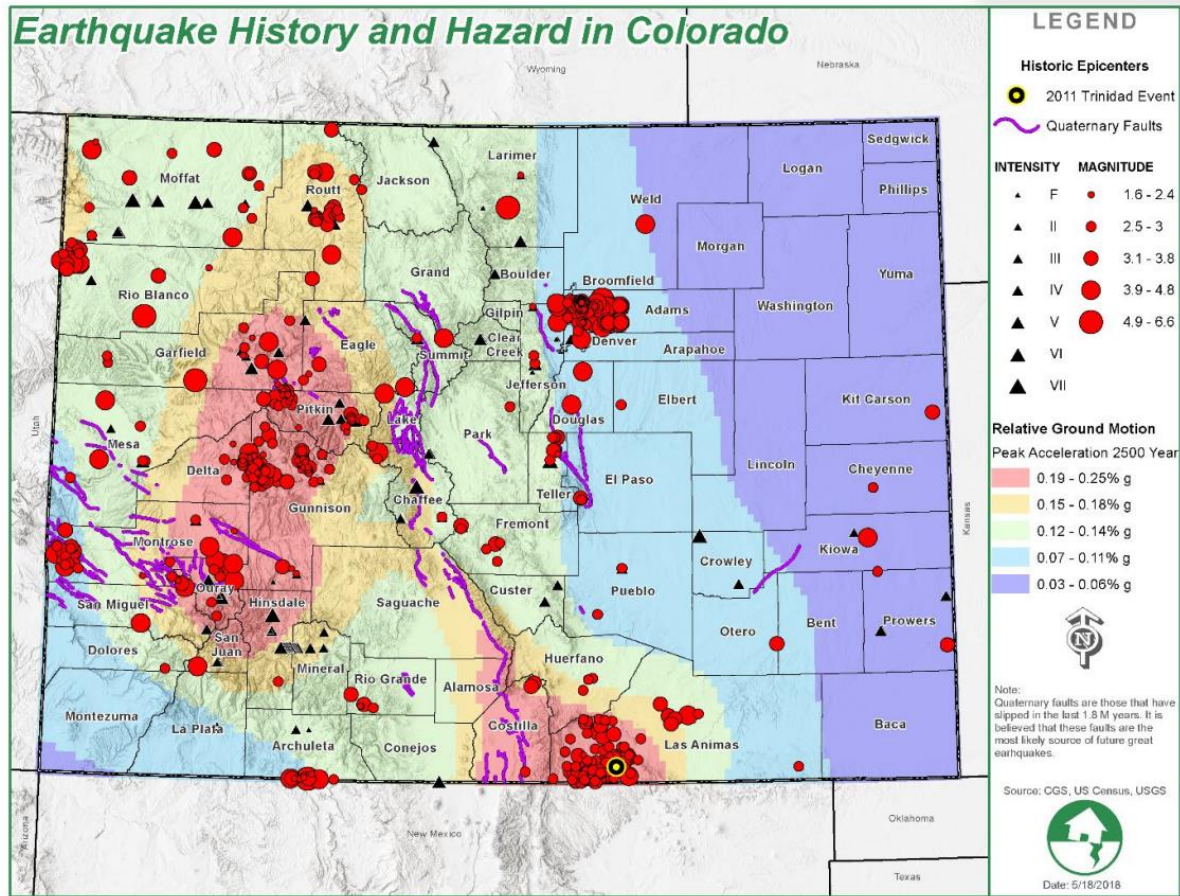 Earthquake History and Hazard in Colorado
Wyoming
Nebraska
Sedgwick
Logan
Larimer
Phillips
Moffat
Jackson
Routt
Weld
Morgan
Grand
Boulder
Yuma
Broomfield
Rio Blanco
Washington
Gilpin
Adams
Eagle
Clear
Creek
Denver
Garfield
Summit
Arapahoe
Jefferson
Utah
Pitkin
Elbert
Kit Carson
Lake
Douglas
Mesa
Park
Lincoln
Delta
El Paso
Cheyenne
Teller
Chaffee
Kansas
Gunnison
Fremont
Montrose
Kiowa
Crowley
Ouray
Custer
Pueblo
San Miguel
Hinsdale
Saguache
Prowers
Bent
San
Juan
Otero
Dolores
Mineral
Huerfano
Rio Grande
Alamosa
Montezuma
Costilla
Baca
La Plata
Las Animas
Archuleta
Conejos
Arizona
New Mexico
Oklahoma
Texas
LEGEND
Historic Epicenters
2011 Trinidad Event
Quaternary Faults
INTENSITY MAGNITUDE
F 1.6 - 2.4
II 2.5 - 3
III 3.1 - 3.8
IV 3.9 - 4.8
V 4.9 - 6.6
VI
VII
Relative Ground Motion
Peak Acceleration 2500 Year
0.19 - 0.25% g
0.15 - 0.18% g
0.12 - 0.14% g
0.07 - 0.11% g
0.03 - 0.06% g
N
Note:
Quaternary faults are those that have
slipped in the last 1.8 M years. It is
believed that these faults are the
most likely source of future great
earhquakes.
Source: CGS, US Census, USGS
Date: 5/18/2018